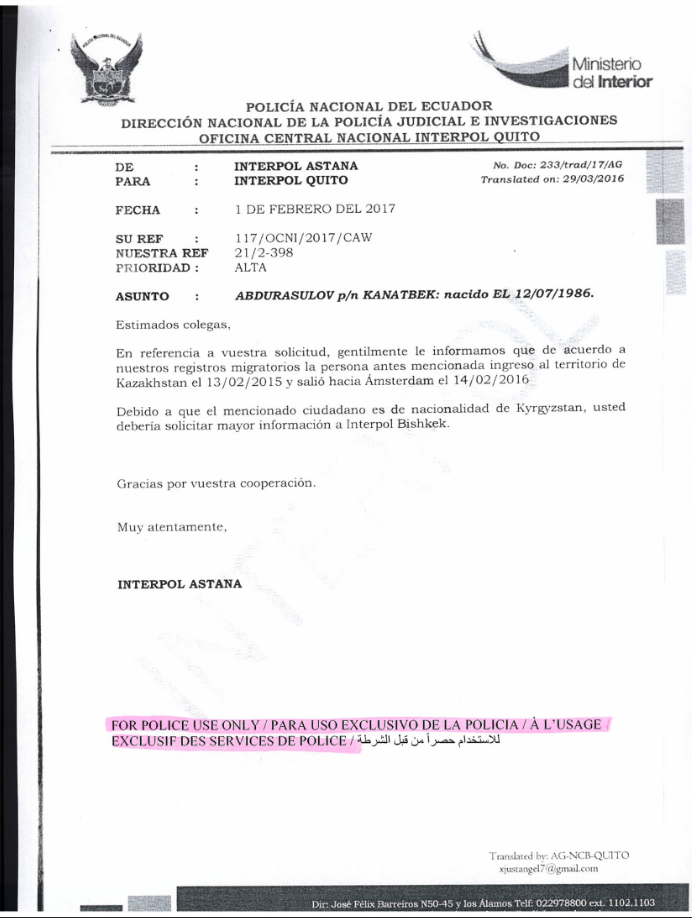 Ministerio
del Interior
POLICÍA NACIONAL DEL ECUADOR
DIRECCIÓN NACIONAL DE LA POLICÍA JUDICIAL E INVESTIGACIONES
OFICINA CENTRAL NACIONAL INTERPOL QUITO
DE : INTERPOL ASTANA No. Doc: 233/trad/17/AG
PARA : INTERPOL QUITO Translated on: 29/03/2016
FECHA : 1 DE FEBRERO DEL 2017
SU REF : 117/OCNI/2017/CAW
NUESTRA REF 21/2-398
PRIORIDAD : ALTA
ASUNTO : ABDURASULOV p/n KANATBEK: nacido EL 12/07/1986.
Estimados colegas,
En referencia a vuestra solicitud, gentilmente le informamos que de acuerdo a
nuestros registros migratorios la persona antes mencionada ingreso al territorio de
Kazakhstan el 13/02/2015 y salió hacia Ámsterdam el 14/02/2016
Debido a que el mencionado ciudadano es de nacionalidad de Kyrgyzstan, usted
debería solicitar mayor información a Interpol Bishkek.
Gracias por vuestra cooperación.
Muy atentamente,
INTERPOL ASTANA
FOR POLICE USE ONLY / PARA USO EXCLUSIVO DE LA POLICIA / À L'USAGE
EXCLUSIF DES SERVICES DE POLICE / للاستخدام حصراً من قبل الشرطة
Translated by: AG-NCB-QUITO
xjustangel7@gmail.com
Dir: José Félix Barreiros N50-45 y los Álamos Telf: 022978800 ext. 1102,1103
INTERPOL